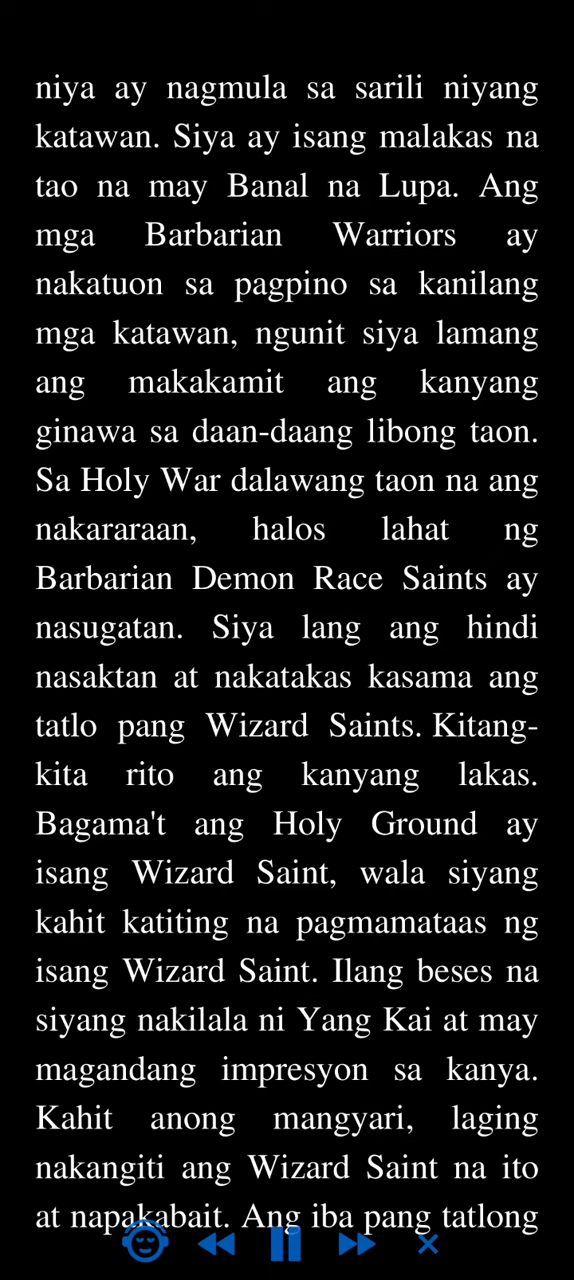 niya ay nagmula sa sarili niyang
katawan. Siya ay isang malakas na
tao na may Banal na Lupa. Ang
mga Barbarian Warriors ay
nakatuon sa pagpino sa kanilang
mga katawan, ngunit siya lamang
ang makakamit ang kanyang
ginawa sa daan-daang libong taon.
Sa Holy War dalawang taon na ang
nakararaan, halos lahat ng
Barbarian Demon Race Saints ay
nasugatan. Siya lang ang hindi
nasaktan at nakatakas kasama ang
tatlo pang Wizard Saints. Kitang-
kita rito ang kanyang lakas.
Bagama't ang Holy Ground ay
isang Wizard Saint, wala siyang
kahit katiting na pagmamataas ng
isang Wizard Saint. Ilang beses na
siyang nakilala ni Yang Kai at may
magandang impresyon sa kanya.
Kahit anong mangyari, laging
nakangiti ang Wizard Saint na ito
at napakabait. Ang iba pang tatlong